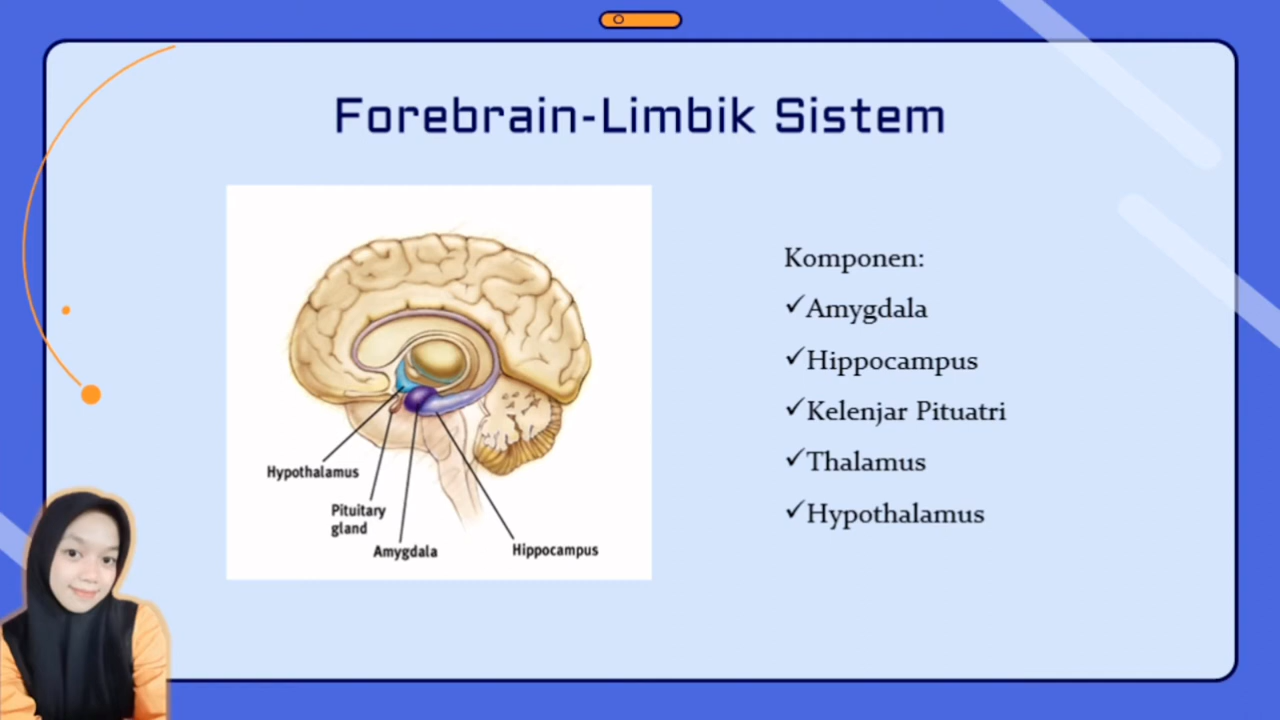 Forebrain-Limbik Sistem
Hypothalamus
Pituitary
gland
Amygdala
Hippocampus
Komponen:
✓Amygdala
✓Hippocampus
✓Kelenjar Pituatri
✓Thalamus
✓Hypothalamus